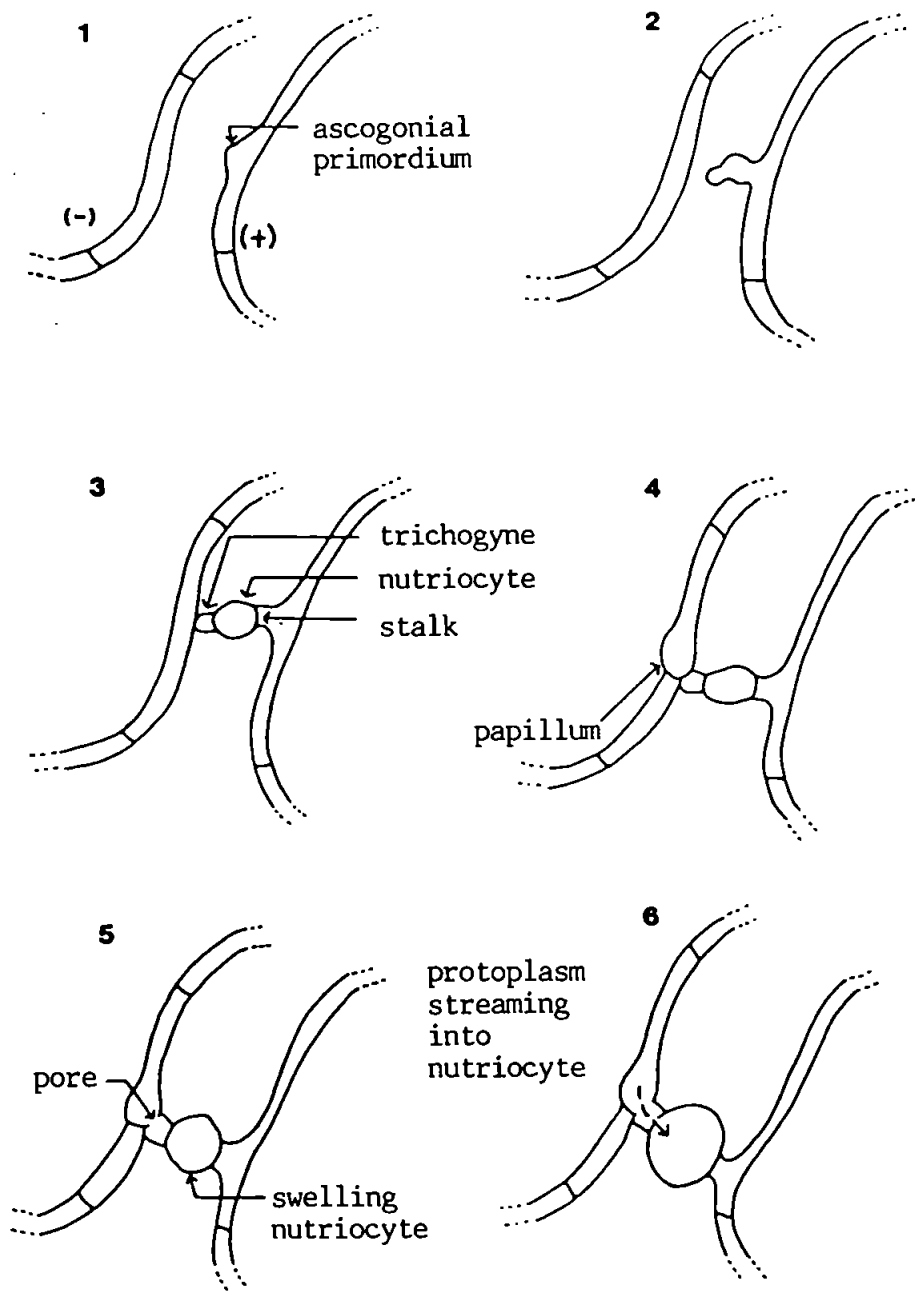 1
2
ascogonial
primordium
(-)
(+)
3
4
trichogyne
nutriocyte
stalk
papillum
5
6
protoplasm
streaming
into
nutriocyte
pore
swelling
nutriocyte